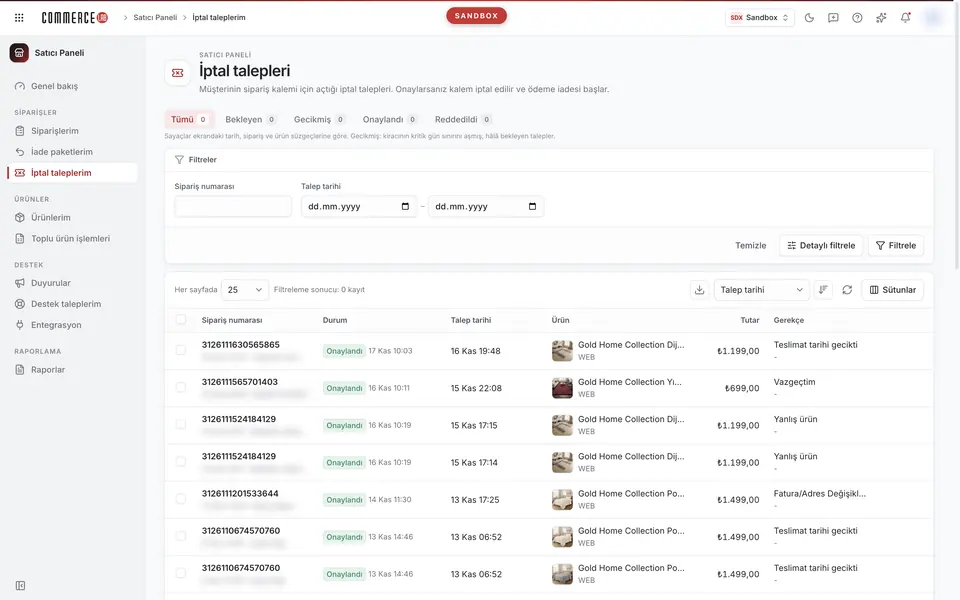 COMMERCE
Satıcı Paneli > İptal taleplerim
SANDBOX
SDX Sandbox
Satıcı Paneli
Genel bakış
SİPARİŞLER
Siparişlerim
İade paketlerim
İptal taleplerim
ÜRÜNLER
Ürünlerim
Toplu ürün işlemleri
DESTEK
Duyurular
Destek taleplerim
Entegrasyon
RAPORLAMA
Raporlar
SATICI PANELİ
İptal talepleri
Müşterinin sipariş kalemi için açtığı iptal talepleri. Onaylarsanız kalem iptal edilir ve ödeme iadesi başlar.
Tümü 0 Bekleyen 0 Gecikmiş 0 Onaylandı 0 Reddedildi 0
Sayaçlar ekrandaki tarih, sipariş ve ürün süzgeçlerine göre. Gecikmiş: kiracının kritik gün sınırını aşmış, hâlâ bekleyen talepler.
Filtreler
Sipariş numarası Talep tarihi
dd.mm.yyyy - dd.mm.yyyy
Temizle Detaylı filtrele Filtrele
Her sayfada 25 Filtreleme sonucu: 0 kayıt Talep tarihi Sütunlar
Sipariş numarası Durum Talep tarihi Ürün Tutar Gerekçe
3126111630565865 Onaylandı 17 Kas 10:03 16 Kas 19:48 Gold Home Collection Dij... WEB ₺1.199,00 Teslimat tarihi gecikti -
3126111565701403 Onaylandı 16 Kas 10:11 15 Kas 22:08 Gold Home Collection Yı... WEB ₺699,00 Vazgeçtim -
3126111524184129 Onaylandı 16 Kas 10:19 15 Kas 17:15 Gold Home Collection Dij... WEB ₺1.199,00 Yanlış ürün -
3126111524184129 Onaylandı 16 Kas 10:19 15 Kas 17:14 Gold Home Collection Dij... WEB ₺1.199,00 Yanlış ürün -
3126111201533644 Onaylandı 14 Kas 11:30 13 Kas 17:25 Gold Home Collection Po... WEB ₺1.499,00 Fatura/Adres Değişikl... -
3126110674570760 Onaylandı 13 Kas 14:46 13 Kas 06:52 Gold Home Collection Po... WEB ₺1.499,00 Teslimat tarihi gecikti -
3126110674570760 Onaylandı 13 Kas 14:46 13 Kas 06:52 Gold Home Collection Po... WEB ₺1.499,00 Teslimat tarihi gecikti -